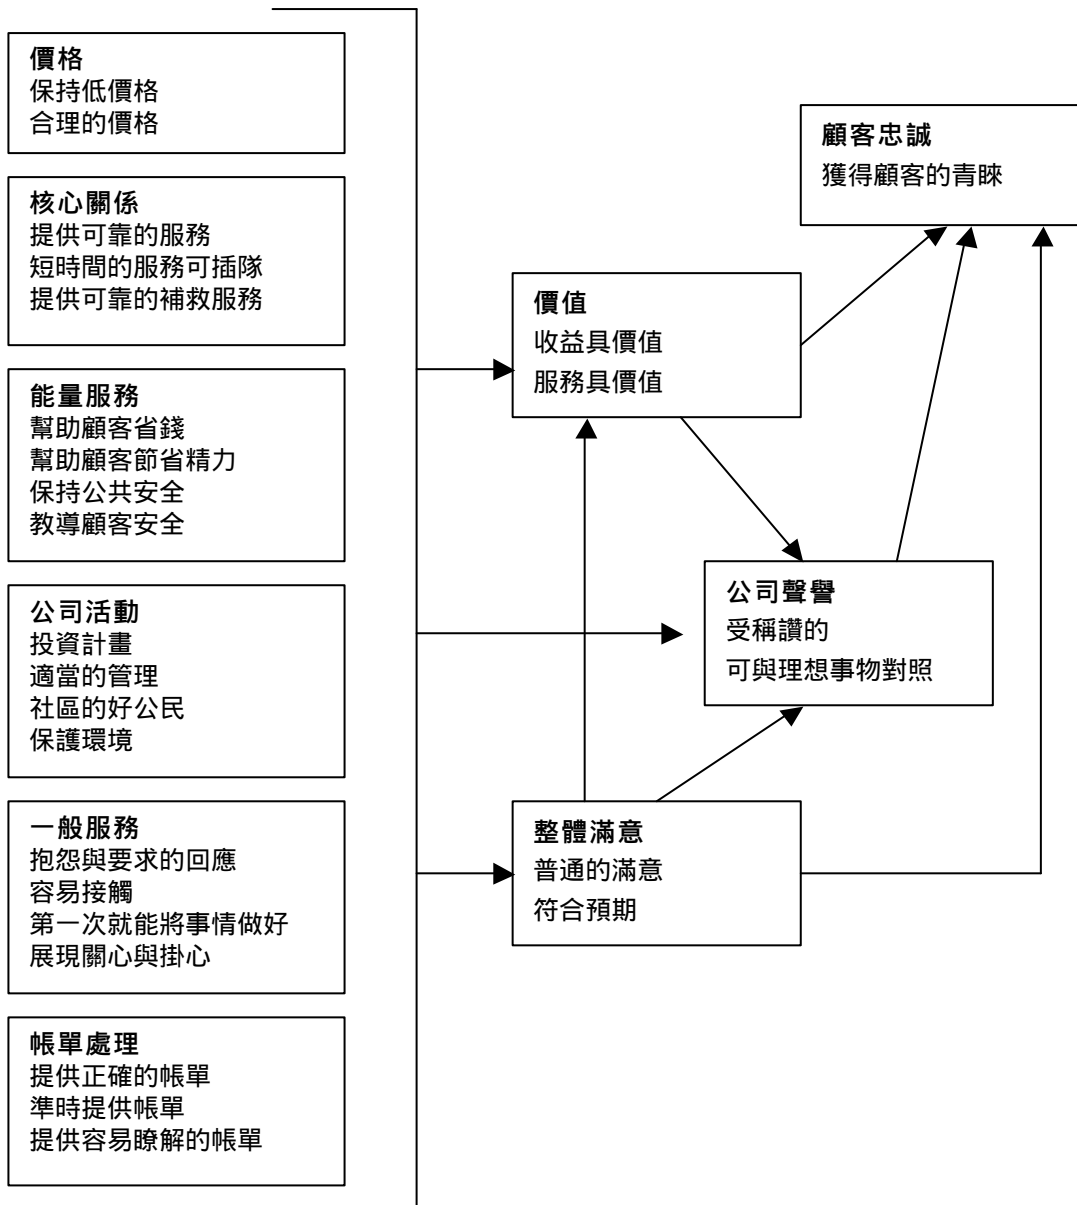 價格
保持低價格
合理的價格
核心關係
提供可靠的服務
短時間的服務可插隊
提供可靠的補救服務
能量服務
幫助顧客省錢
幫助顧客節省精力
保持公共安全
教導顧客安全
公司活動
投資計畫
適當的管理
社區的好公民
保護環境
一般服務
抱怨與要求的回應
容易接觸
第一次就能將事情做好
展現關心與掛心
帳單處理
提供正確的帳單
準時提供帳單
提供容易瞭解的帳單
價值
收益具價值
服務具價值
整體滿意
普通的滿意
符合預期
公司聲譽
受稱讚的
可與理想事物對照
顧客忠誠
獲得顧客的青睞